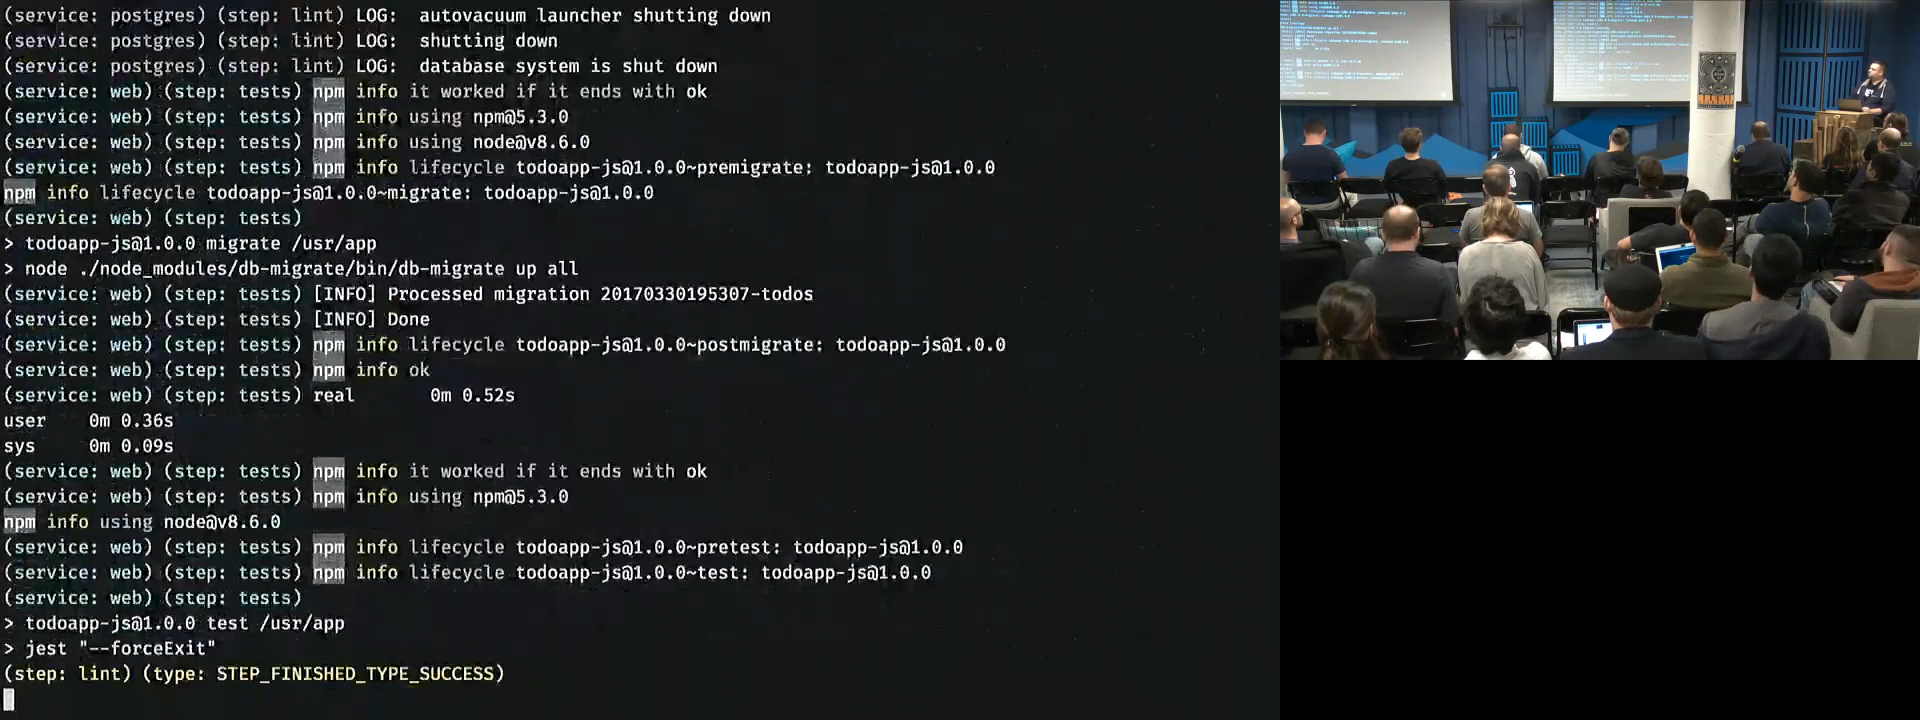 (service: postgres) (step: lint) LOG:  autovacuum launcher shutting down
(service: postgres) (step: lint) LOG:  shutting down
(service: postgres) (step: lint) LOG:  database system is shut down
(service: web) (step: tests) npm info it worked if it ends with ok
(service: web) (step: tests) npm info using npm@5.3.0
(service: web) (step: tests) npm info using node@v8.6.0
(service: web) (step: tests) npm info lifecycle todoapp-js@1.0.0~premigrate: todoapp-js@1.0.0
npm info lifecycle todoapp-js@1.0.0~migrate: todoapp-js@1.0.0
(service: web) (step: tests)
> todoapp-js@1.0.0 migrate /usr/app
> node ./node_modules/db-migrate/bin/db-migrate up all
(service: web) (step: tests) [INFO] Processed migration 20170330195307-todos
(service: web) (step: tests) [INFO] Done
(service: web) (step: tests) npm info lifecycle todoapp-js@1.0.0~postmigrate: todoapp-js@1.0.0
(service: web) (step: tests) npm info ok
(service: web) (step: tests) real       0m 0.52s
user    0m 0.36s
sys     0m 0.09s
(service: web) (step: tests) npm info it worked if it ends with ok
(service: web) (step: tests) npm info using npm@5.3.0
npm info using node@v8.6.0
(service: web) (step: tests) npm info lifecycle todoapp-js@1.0.0~pretest: todoapp-js@1.0.0
(service: web) (step: tests) npm info lifecycle todoapp-js@1.0.0~test: todoapp-js@1.0.0
(service: web) (step: tests)
> todoapp-js@1.0.0 test /usr/app
> jest "--forceExit"
(step: lint) (type: STEP_FINISHED_TYPE_SUCCESS)